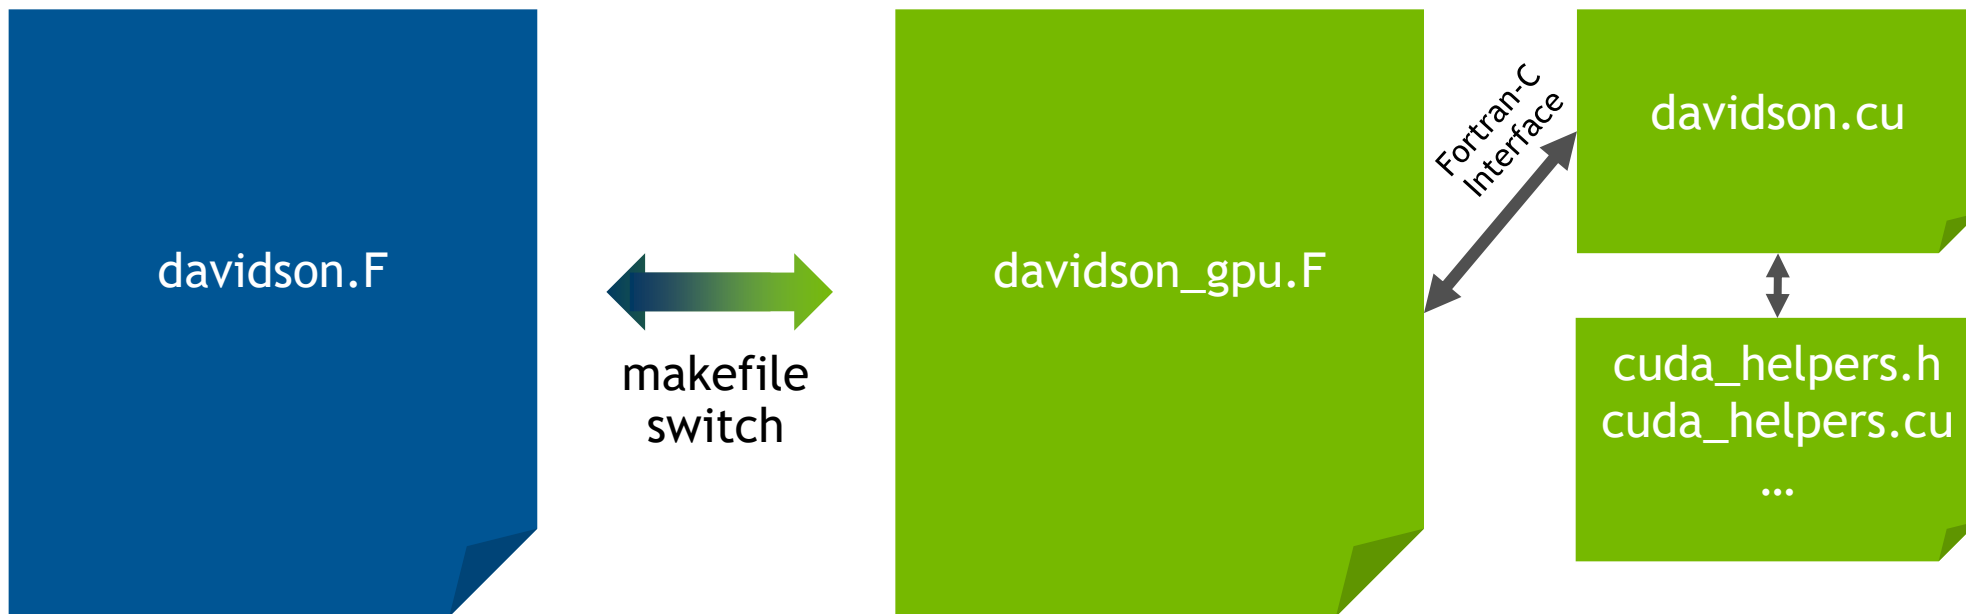 davidson.F
makefile
switch
davidson_gpu.F
Fortran-C
Interface
davidson.cu
cuda_helpers.h
cuda_helpers.cu
…